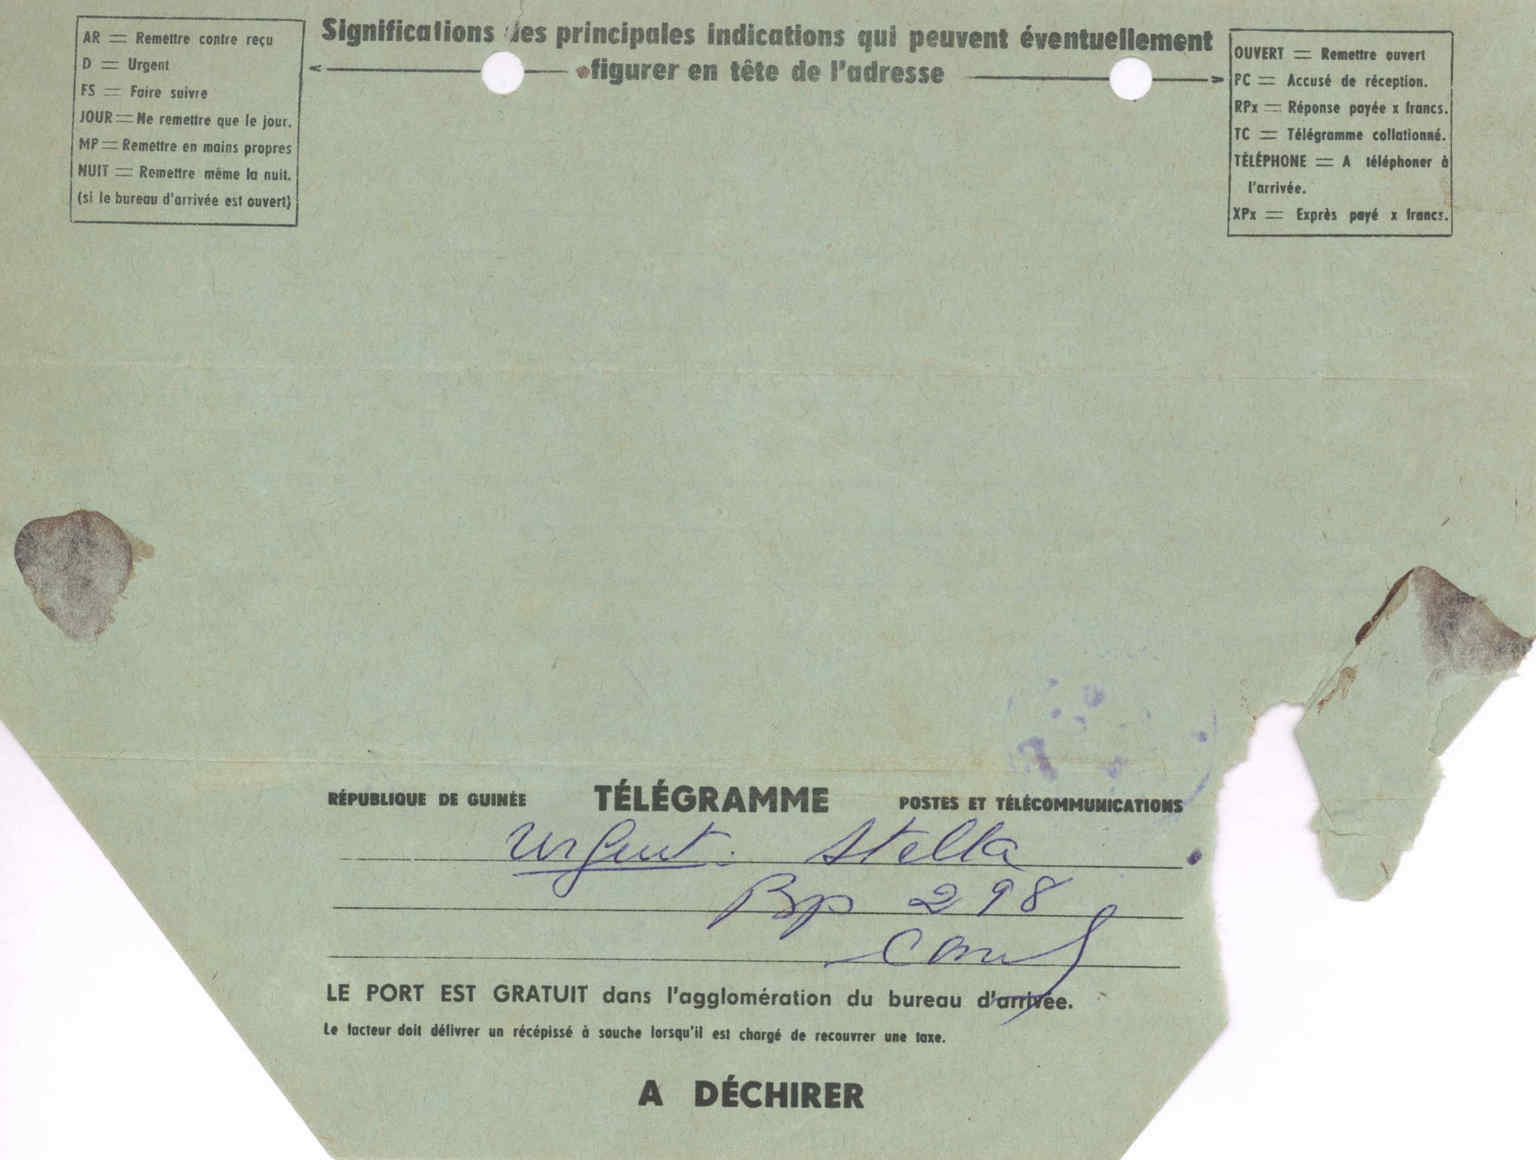 Significations des principales indications qui peuvent éventuellement
figurer en tête de l'adresse
AR = Remettre contre reçu
D = Urgent
FS = Faire suivre
JOUR = Ne remettre que le jour.
MP = Remettre en mains propres
NUIT = Remettre même la nuit.
(si le bureau d'arrivée est ouvert)
OUVERT = Remettre ouvert
PC = Accusé de réception.
RPx = Réponse payée x francs.
TC = Télégramme collationné.
TÉLÉPHONE = A téléphoner à
l'arrivée.
XPx = Exprès payé x francs.
RÉPUBLIQUE DE GUINÉE TÉLÉGRAMME POSTES ET TÉLÉCOMMUNICATIONS
Urgent. Stella
Bp 298
LE PORT EST GRATUIT dans l'agglomération du bureau d'arrivée.
Le facteur doit délivrer un récépissé à souche lorsqu'il est chargé de recouvrer une taxe.
A DÉCHIRER